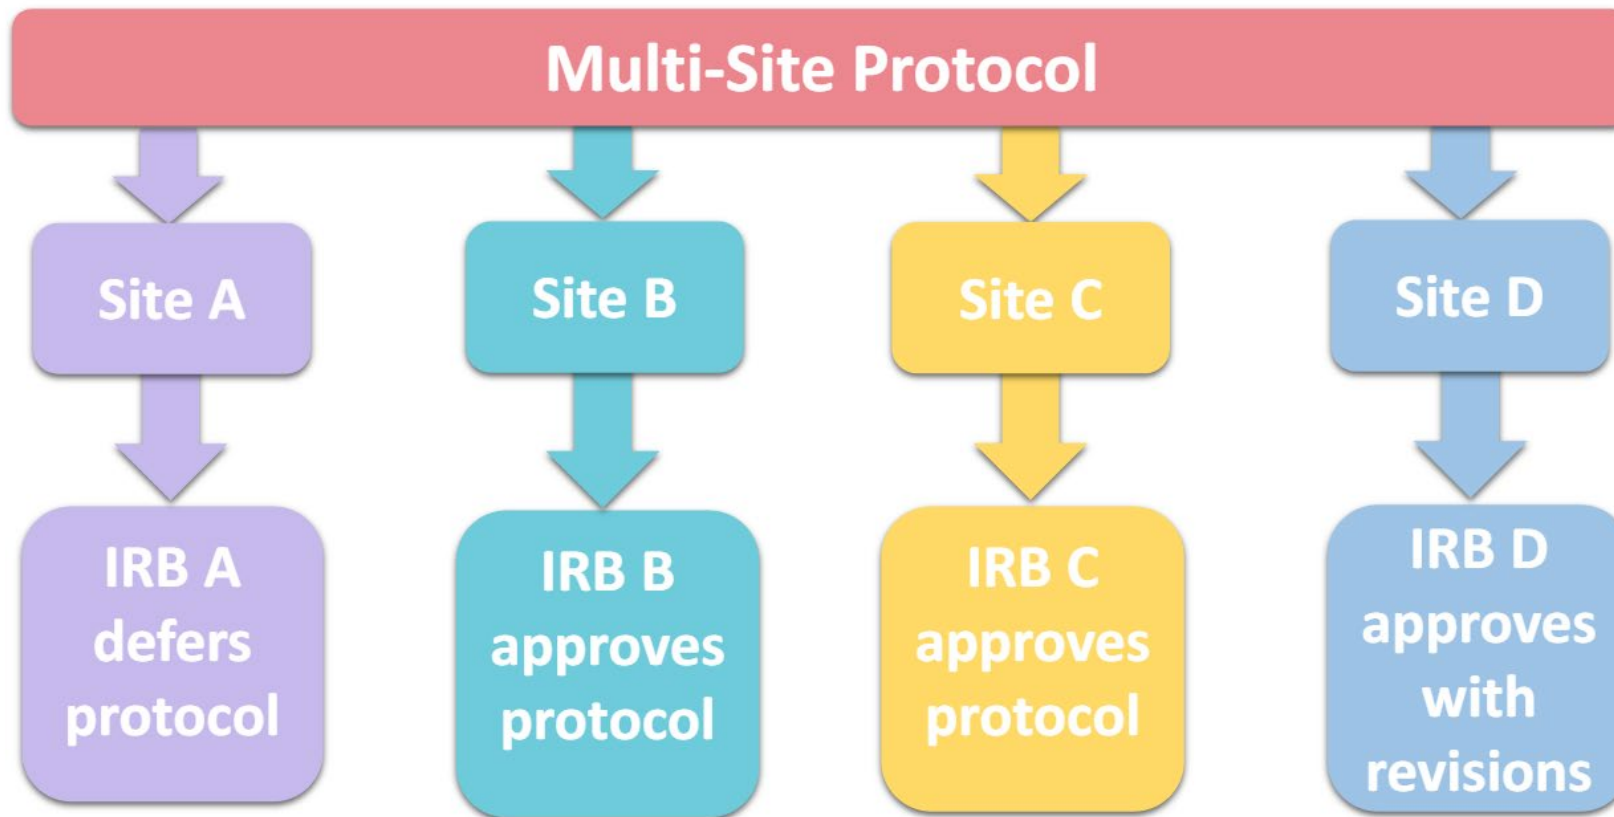 Multi-Site Protocol
Site A
Site B
Site C
Site D
IRB A
defers
protocol
IRB B
approves
protocol
IRB C
approves
protocol
IRB D
approves
with
revisions